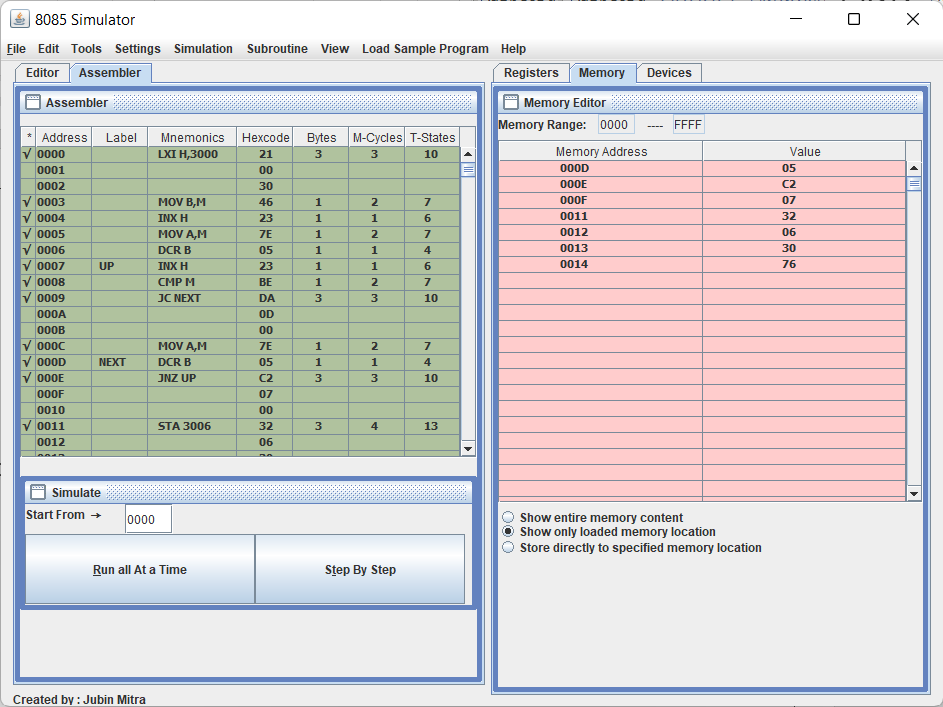 8085 Simulator
File Edit Tools Settings Simulation Subroutine View Load Sample Program Help
Editor Assembler
Assembler
* Address Label Mnemonics Hexcode Bytes M-Cycles T-States
√ 0000 LXI H,3000 21 3 3 10
0001 00
0002 30
√ 0003 MOV B,M 46 1 2 7
√ 0004 INX H 23 1 1 6
√ 0005 MOV A,M 7E 1 2 7
√ 0006 DCR B 05 1 1 4
√ 0007 UP INX H 23 1 1 6
√ 0008 CMP M BE 1 2 7
√ 0009 JC NEXT DA 3 3 10
000A 0D
000B 00
√ 000C MOV A,M 7E 1 2 7
√ 000D NEXT DCR B 05 1 1 4
√ 000E JNZ UP C2 3 3 10
000F 07
0010 00
√ 0011 STA 3006 32 3 4 13
0012 06
Simulate
Start From → 0000
Run all At a Time Step By Step
Registers Memory Devices
Memory Editor
Memory Range: 0000 ---- FFFF
Memory Address Value
000D 05
000E C2
000F 07
0011 32
0012 06
0013 30
0014 76
Show entire memory content
Show only loaded memory location
Store directly to specified memory location
Created by : Jubin Mitra